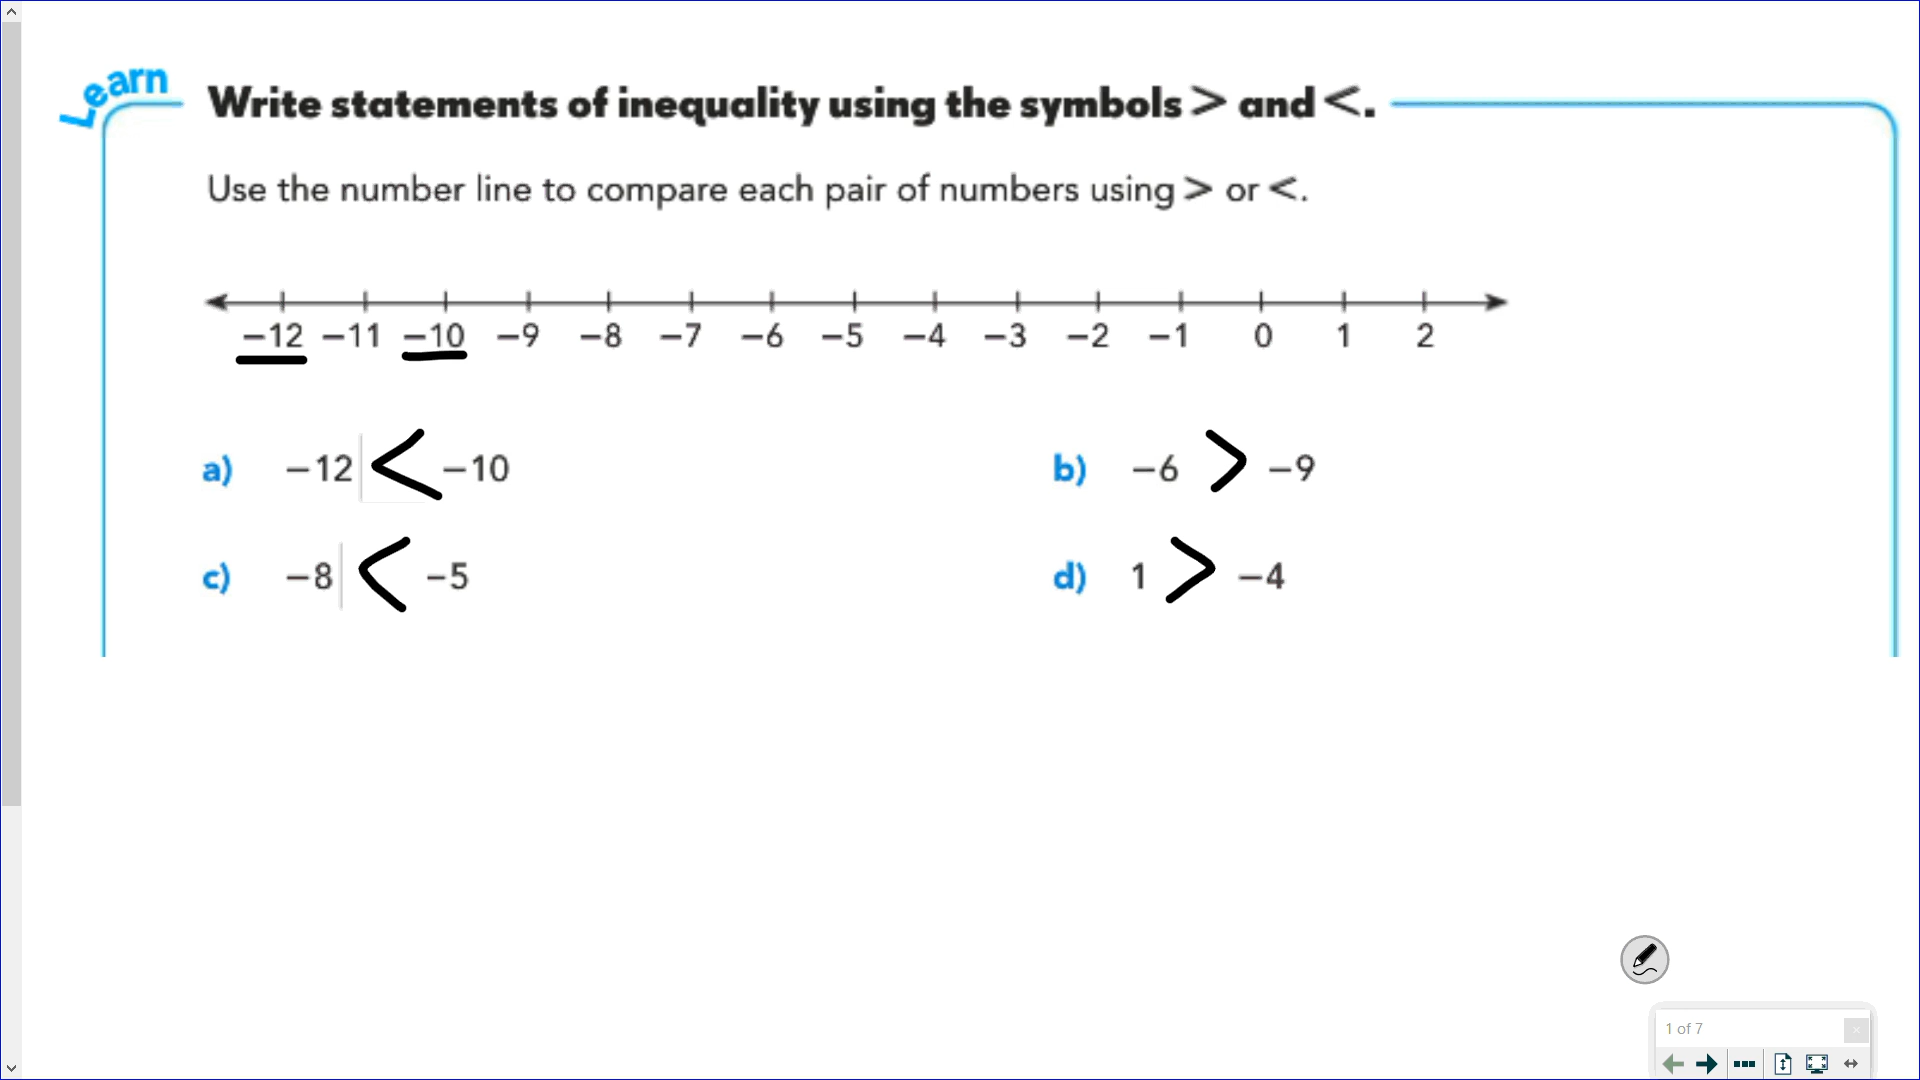 Learn
Write statements of inequality using the symbols > and <.
Use the number line to compare each pair of numbers using > or <.
−12 −11 −10 −9 −8 −7 −6 −5 −4 −3 −2 −1 0 1 2
a) −12 < −10 b) −6 > −9
c) −8 < −5 d) 1 > −4
1 of 7